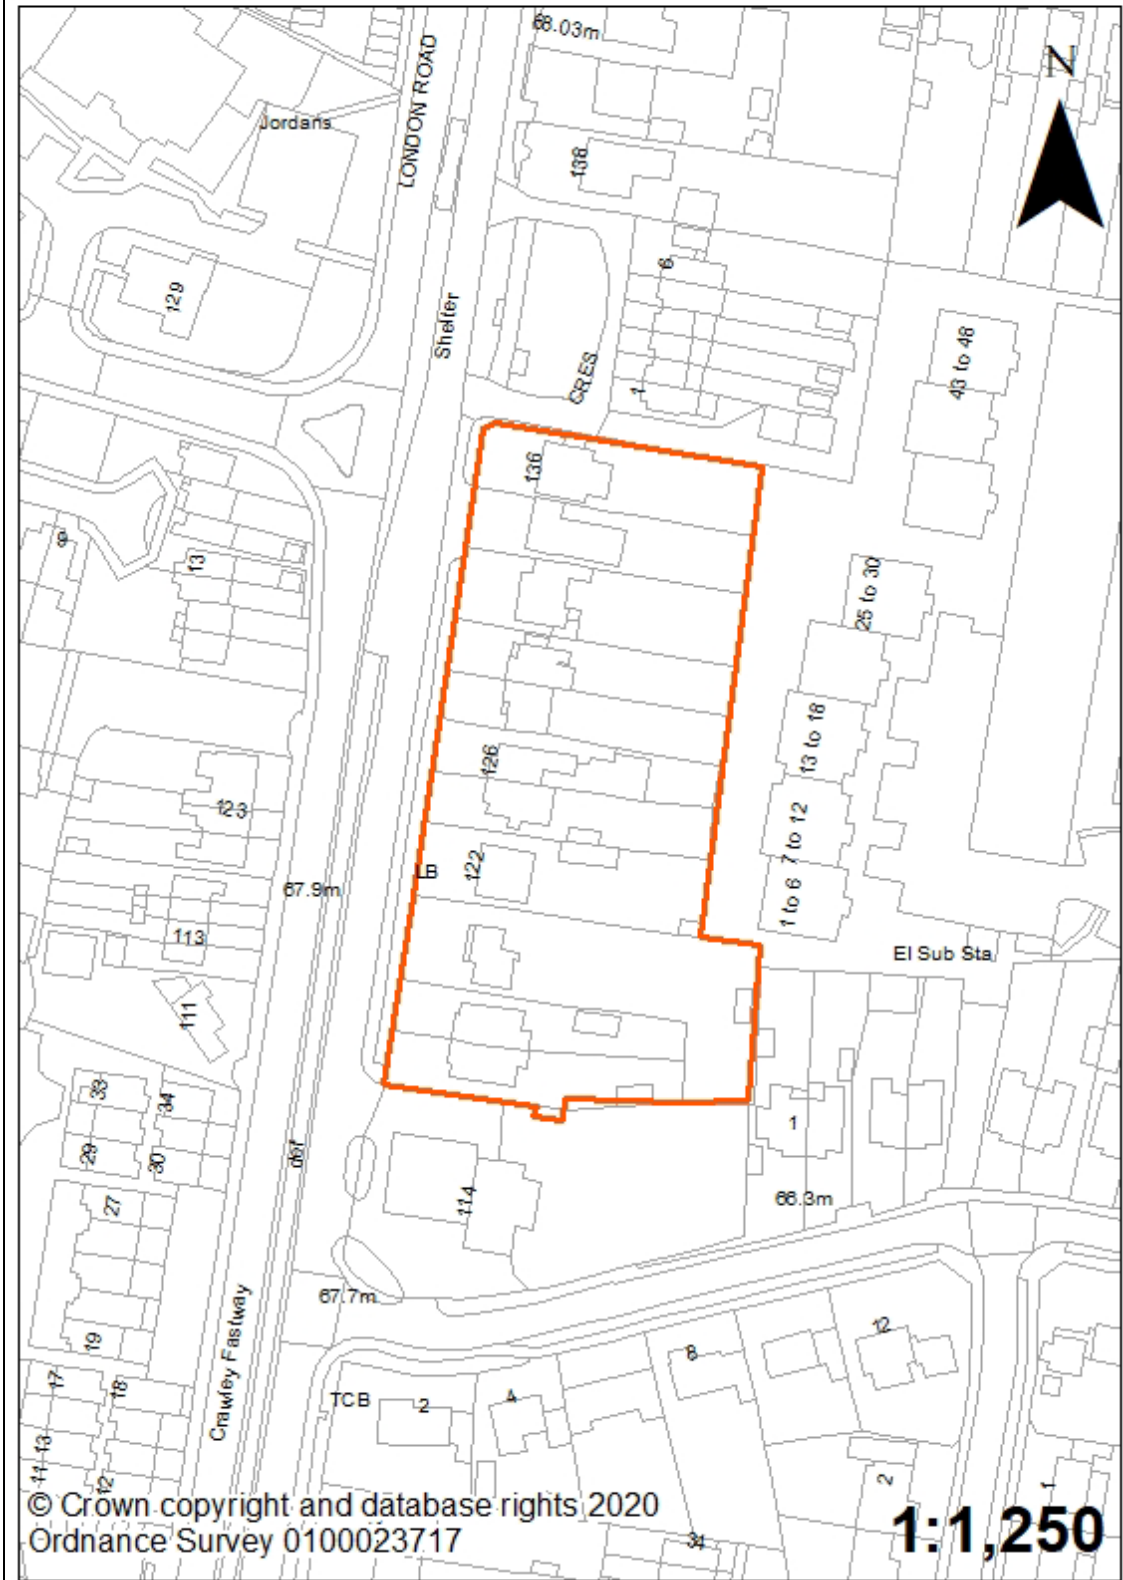 68.03m
N
LONDON ROAD
Jordans
138
6
129
Shelter
CRES
1
43 to 48
136
9
13
25 to 30
126
13 to 18
123
7 to 12
122
LB
67.9m
1 to 6
113
El Sub Sta
111
33
34
1
29
30
def
27
114
66.3m
67.7m
Crawley Fastway
19
12
8
17
18
TCB
2
4
13
11
12
2
1
34
© Crown copyright and database rights 2020
Ordnance Survey 0100023717
1:1,250